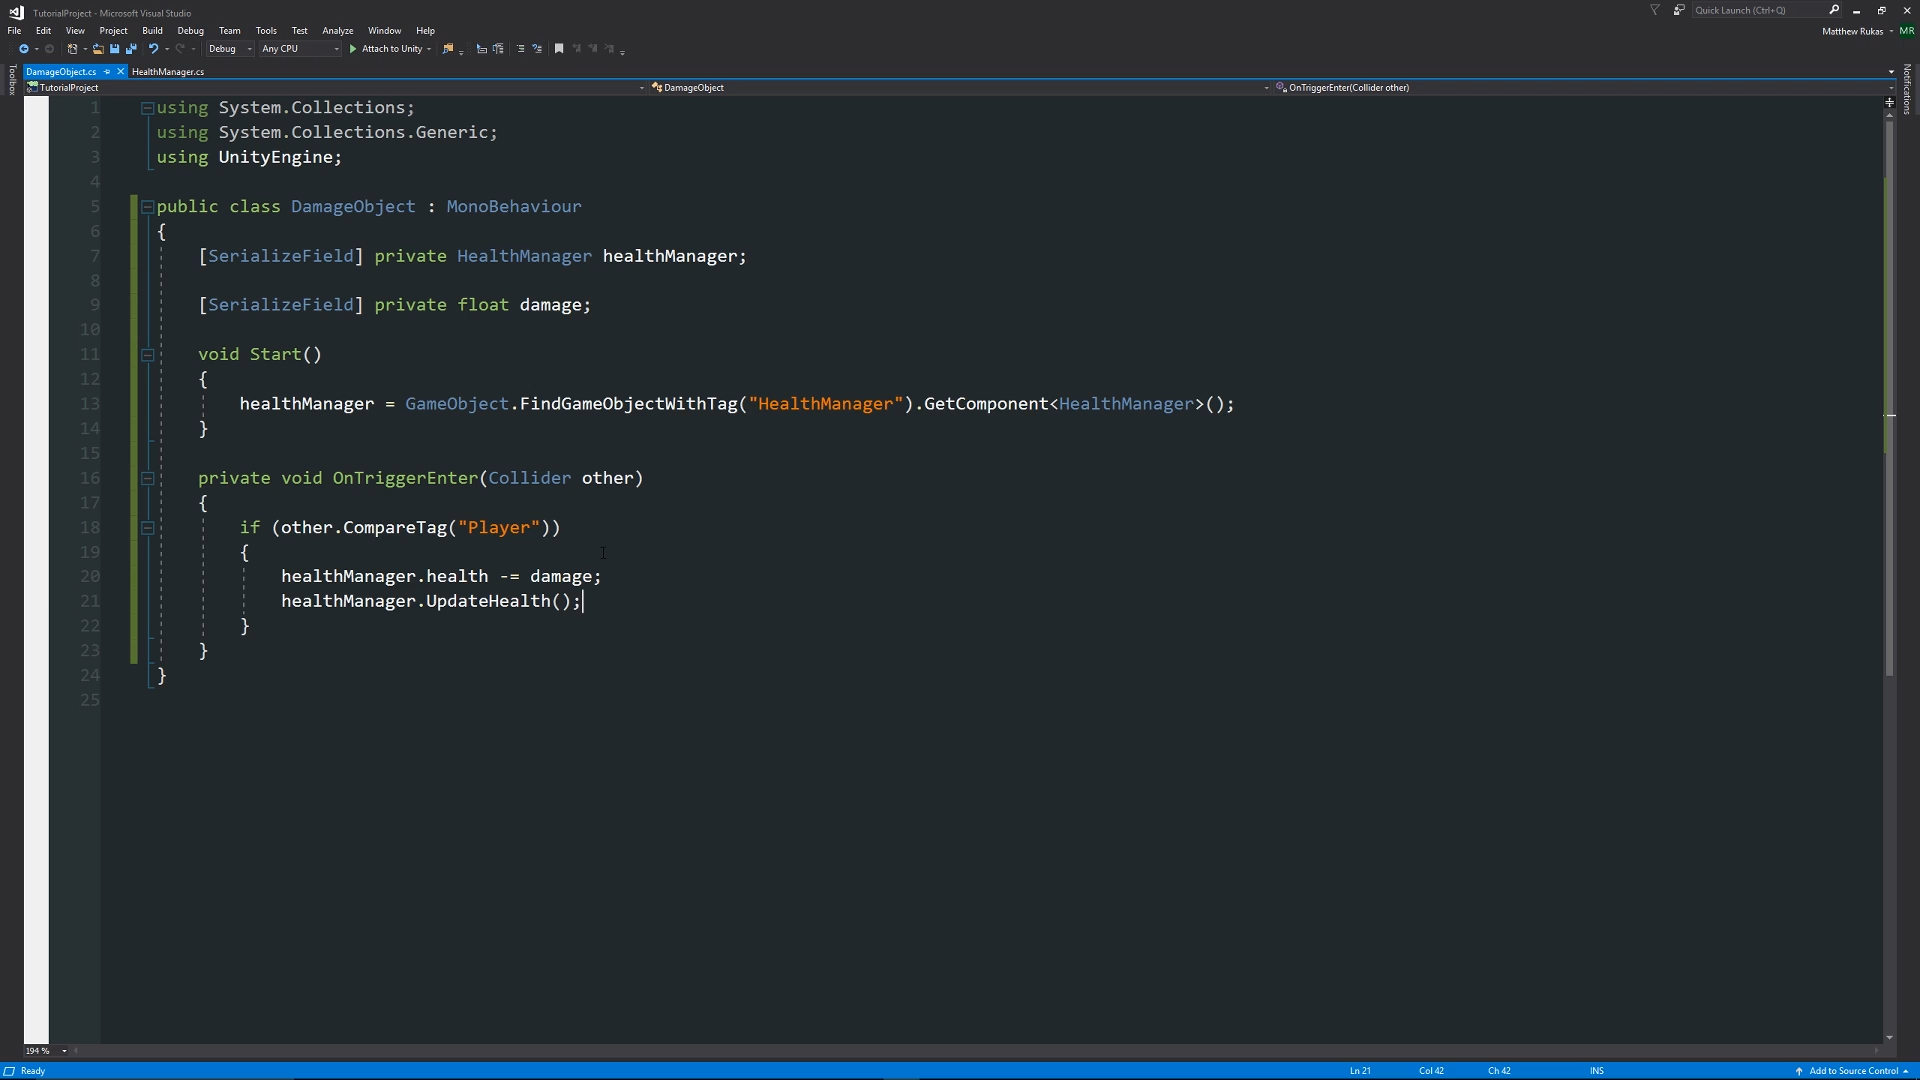 TutorialProject - Microsoft Visual Studio
Quick Launch (Ctrl+Q)
File Edit View Project Build Debug Team Tools Test Analyze Window Help
Matthew Rukas MR
Debug Any CPU Attach to Unity
Toolbox
Notifications
DamageObject.cs HealthManager.cs
TutorialProject DamageObject OnTriggerEnter(Collider other)
1 using System.Collections;
2 using System.Collections.Generic;
3 using UnityEngine;
4
5 public class DamageObject : MonoBehaviour
6 {
7 [SerializeField] private HealthManager healthManager;
8
9 [SerializeField] private float damage;
10
11 void Start()
12 {
13 healthManager = GameObject.FindGameObjectWithTag("HealthManager").GetComponent<HealthManager>();
14 }
15
16 private void OnTriggerEnter(Collider other)
17 {
18 if (other.CompareTag("Player"))
19 {
20 healthManager.health -= damage;
21 healthManager.UpdateHealth();
22 }
23 }
24 }
25
194 %
Ready Ln 21 Col 42 Ch 42 INS Add to Source Control